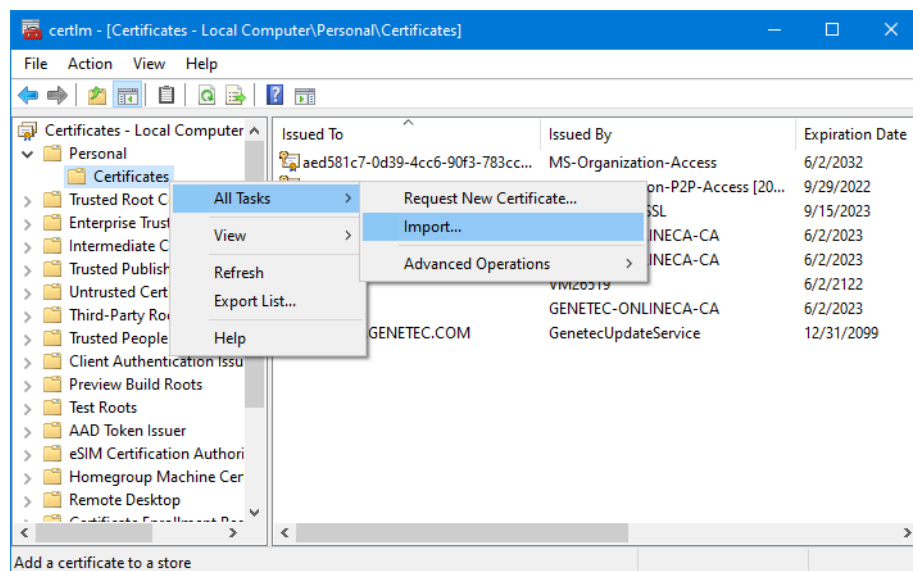 certlm - [Certificates - Local Computer\Personal\Certificates]
File Action View Help
Certificates - Local Computer
Personal
Certificates
Trusted Root C
Enterprise Trust
Intermediate C
Trusted Publish
Untrusted Cert
Third-Party Roo
Trusted People
Client Authentication Issu
Preview Build Roots
Test Roots
AAD Token Issuer
eSIM Certification Authori
Homegroup Machine Cer
Remote Desktop
All Tasks
View
Refresh
Export List...
Help
Request New Certificate...
Import...
Advanced Operations
Issued To Issued By Expiration Date
aed581c7-0d39-4cc6-90f3-783cc... MS-Organization-Access 6/2/2032
on-P2P-Access [20... 9/29/2022
SSL 9/15/2023
INECA-CA 6/2/2023
INECA-CA 6/2/2023
VM26519 6/2/2122
GENETEC-ONLINECA-CA 6/2/2023
GENETEC.COM GenetecUpdateService 12/31/2099
Add a certificate to a store